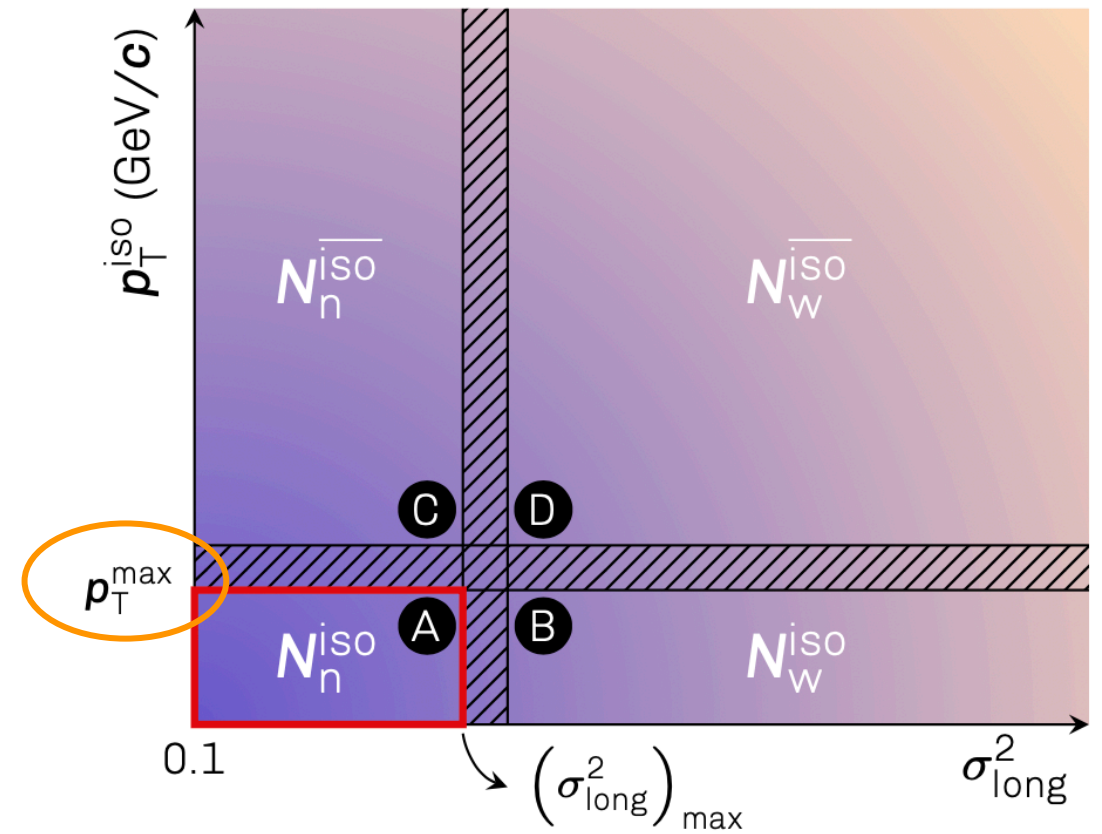 p_T^iso (GeV/c)
N_n^\overline{iso} N_w^\overline{iso}
C D
p_T^max
A B
N_n^iso N_w^iso
0.1
(σ²_long)_max
σ²_long